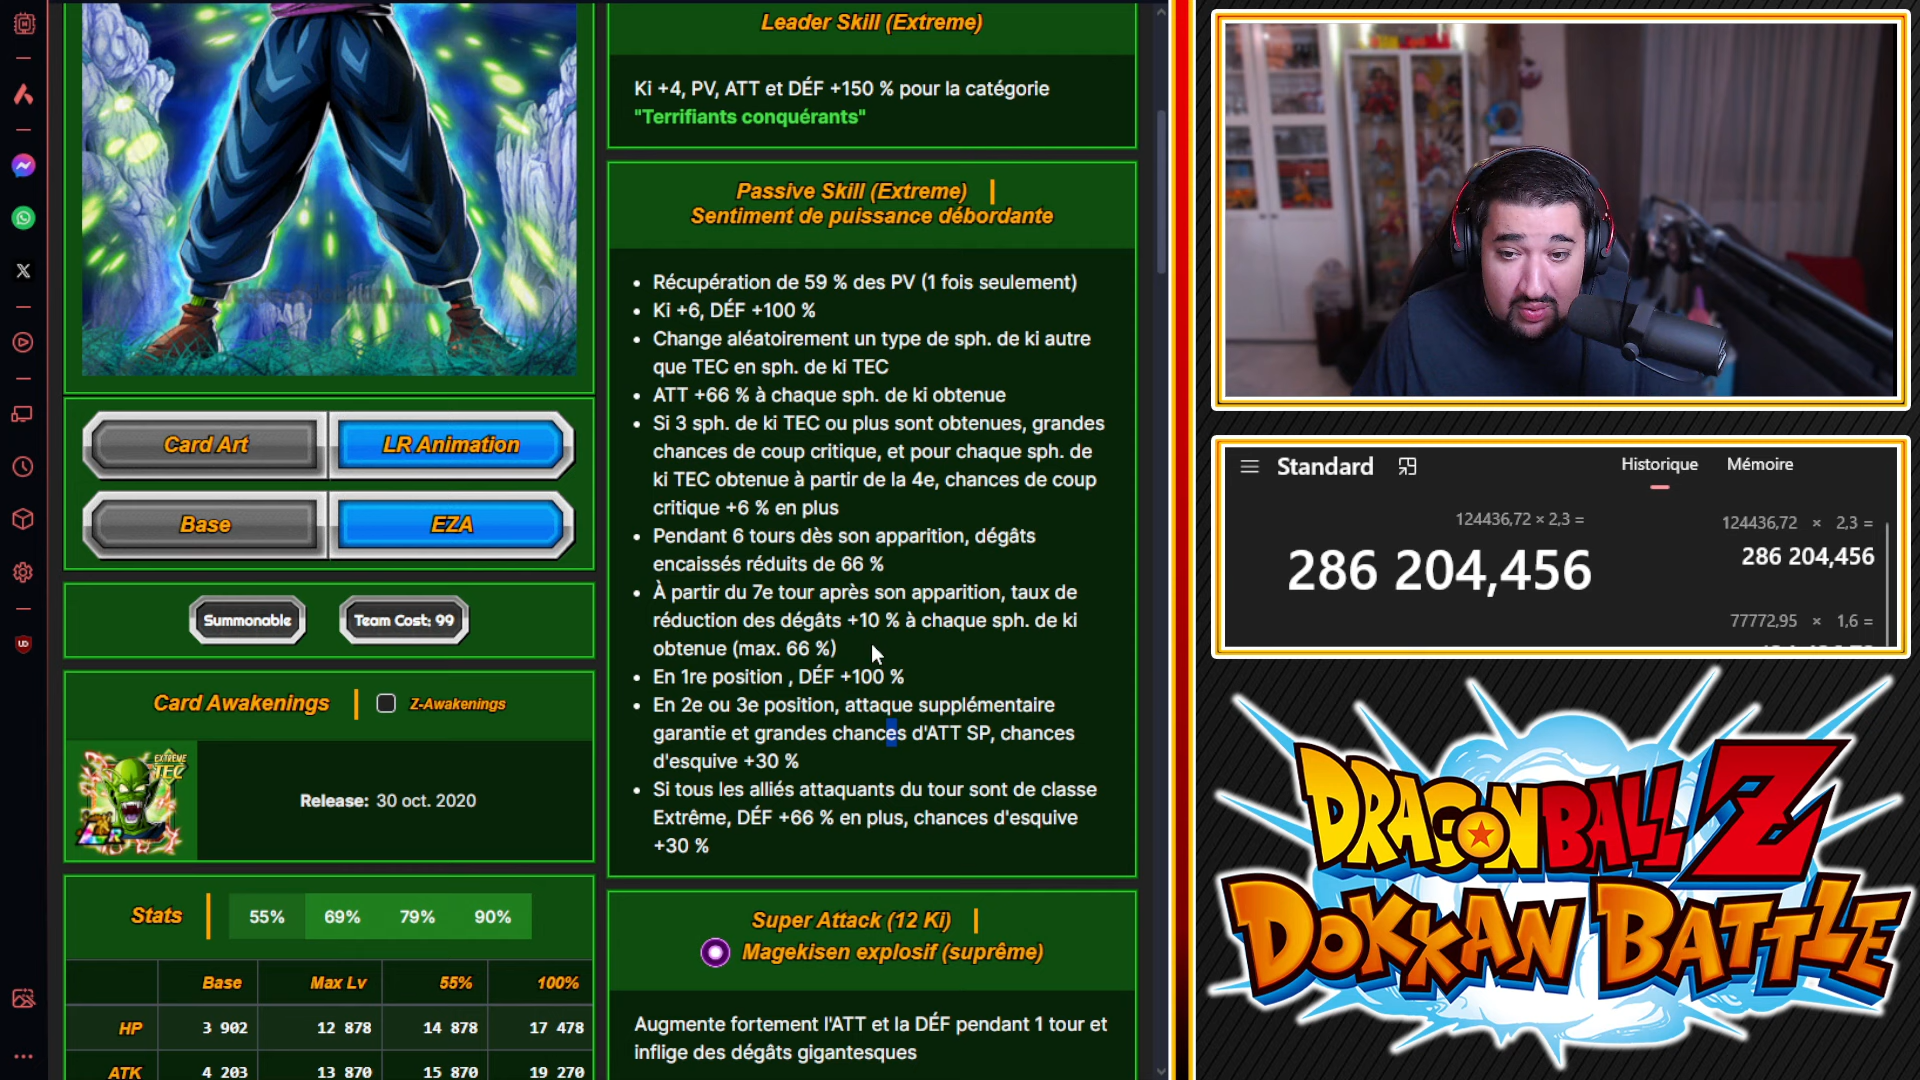 Leader Skill (Extreme)
Ki +4, PV, ATT et DÉF +150 % pour la catégorie
"Terrifiants conquérants"
Passive Skill (Extreme) |
Sentiment de puissance débordante
Récupération de 59 % des PV (1 fois seulement)
Ki +6, DÉF +100 %
Change aléatoirement un type de sph. de ki autre
que TEC en sph. de ki TEC
ATT +66 % à chaque sph. de ki obtenue
Si 3 sph. de ki TEC ou plus sont obtenues, grandes
chances de coup critique, et pour chaque sph. de
ki TEC obtenue à partir de la 4e, chances de coup
critique +6 % en plus
Pendant 6 tours dès son apparition, dégâts
encaissés réduits de 66 %
À partir du 7e tour après son apparition, taux de
réduction des dégâts +10 % à chaque sph. de ki
obtenue (max. 66 %)
En 1re position , DÉF +100 %
En 2e ou 3e position, attaque supplémentaire
garantie et grandes chances d'ATT SP, chances
d'esquive +30 %
Si tous les alliés attaquants du tour sont de classe
Extrême, DÉF +66 % en plus, chances d'esquive
+30 %
Super Attack (12 Ki) |
Magekisen explosif (suprême)
Augmente fortement l'ATT et la DÉF pendant 1 tour et
inflige des dégâts gigantesques
Card Art
LR Animation
Base
EZA
Summonable
Team Cost: 99
Card Awakenings | Z-Awakenings
EXTREME
TEC
LR
Release: 30 oct. 2020
Stats | 55% 69% 79% 90%
Base Max Lv 55% 100%
HP 3 902 12 878 14 878 17 478
ATK 4 203 13 870 15 870 19 270
Standard
Historique Mémoire
124436,72 × 2,3 =
286 204,456
124436,72 × 2,3 =
286 204,456
77772,95 × 1,6 =
DRAGON BALL Z
DOKKAN BATTLE